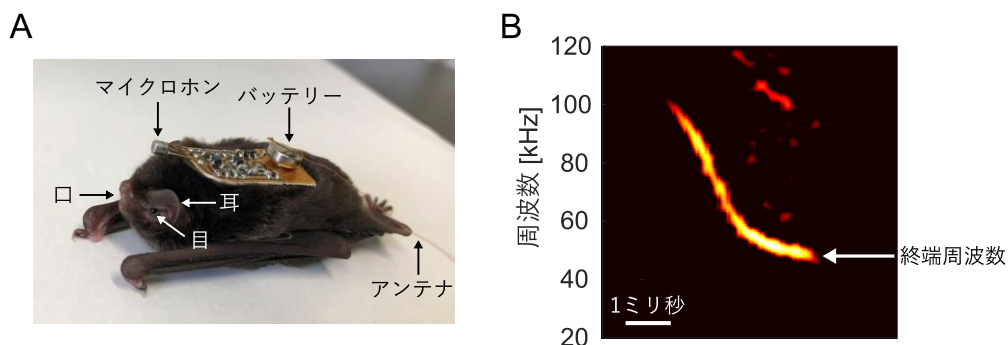 A
マイクロホン
バッテリー
口
耳
目
アンテナ
B
周波数 [kHz]
120
100
80
60
40
20
終端周波数
1ミリ秒